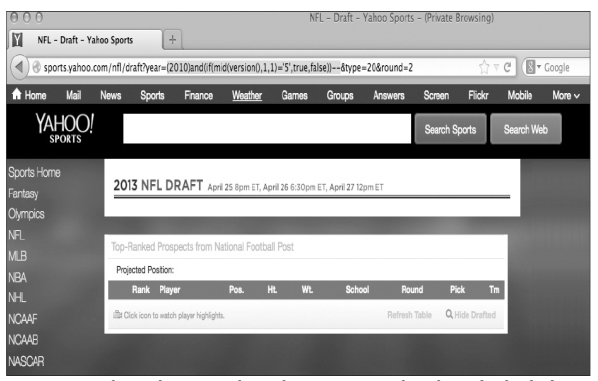 NFL - Draft - Yahoo Sports - (Private Browsing)
Y NFL - Draft - Yahoo Sports +
sports.yahoo.com/nfl/draft?year=(2010)and(if(mid(version(),1,1)='5',true,false))--&type=20&round=2 Google
Home Mail News Sports Finance Weather Games Groups Answers Screen Flickr Mobile More
YAHOO!
SPORTS
Search Sports Search Web
Sports Home
Fantasy
Olympics
NFL
MLB
NBA
NHL
NCAAF
NCAAB
NASCAR
2013 NFL DRAFT April 25 8pm ET, April 26 6:30pm ET, April 27 12pm ET
Top-Ranked Prospects from National Football Post
Projected Position:
Rank Player Pos. Ht. Wt. School Round Pick Tm
Click icon to watch player highlights. Refresh Table Hide Drafted